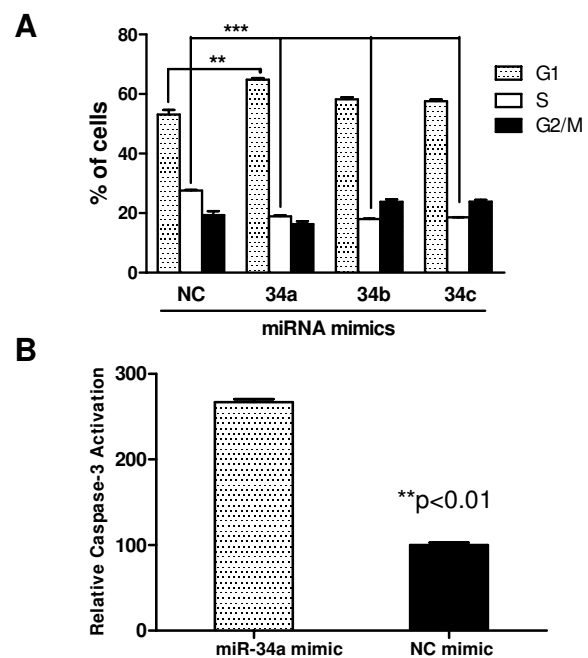 A
80
60
40
20
0
% of cells
***
**
G1
S
G2/M
NC 34a 34b 34c
miRNA mimics
B
300
200
100
0
Relative Caspase-3 Activation
**p<0.01
miR-34a mimic NC mimic